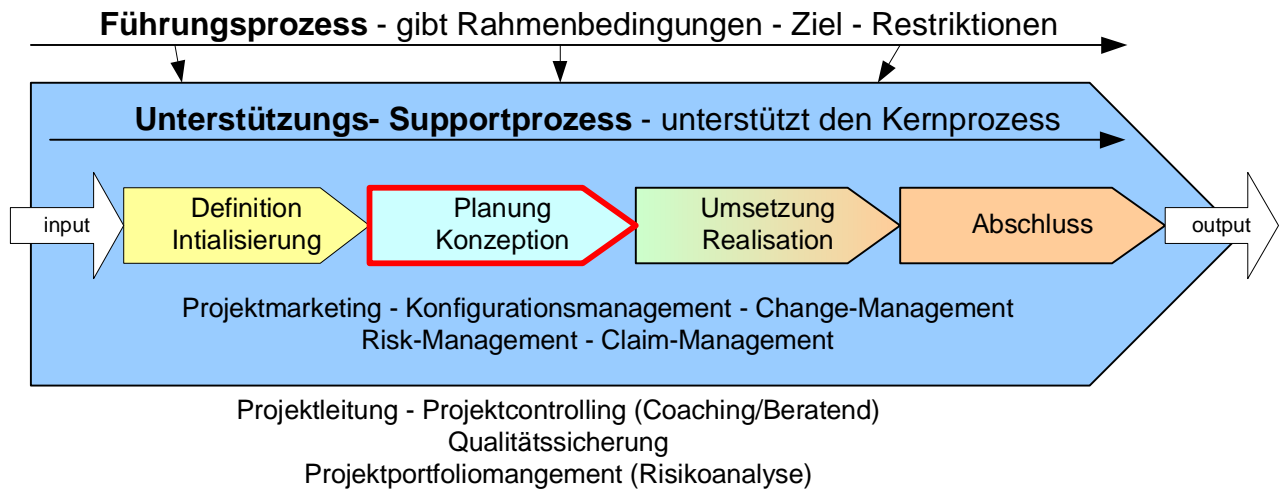 Führungsprozess - gibt Rahmenbedingungen - Ziel - Restriktionen
Unterstützungs- Supportprozess - unterstützt den Kernprozess
input
Definition
Intialisierung
Planung
Konzeption
Umsetzung
Realisation
Abschluss
output
Projektmarketing - Konfigurationsmanagement - Change-Management
Risk-Management - Claim-Management
Projektleitung - Projektcontrolling (Coaching/Beratend)
Qualitätssicherung
Projektportfoliomangement (Risikoanalyse)